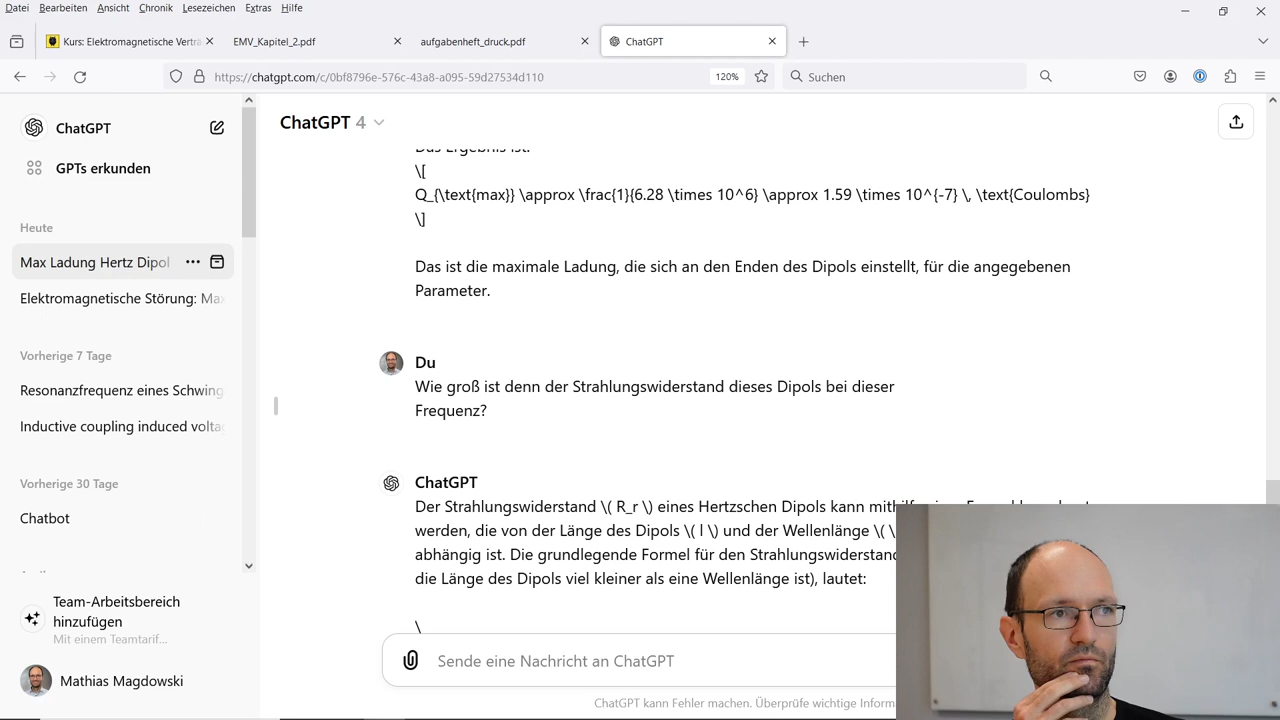 Datei Bearbeiten Ansicht Chronik Lesezeichen Extras Hilfe
Kurs: Elektromagnetische Verträ
EMV_Kapitel_2.pdf
aufgabenheft_druck.pdf
ChatGPT
https://chatgpt.com/c/0bf8796e-576c-43a8-a095-59d27534d110
120%
Suchen
ChatGPT
GPTs erkunden
Heute
Max Ladung Hertz Dipol
Elektromagnetische Störung: Max
Vorherige 7 Tage
Resonanzfrequenz eines Schwing
Inductive coupling induced volta
Vorherige 30 Tage
Chatbot
Team-Arbeitsbereich
hinzufügen
Mit einem Teamtarif...
Mathias Magdowski
ChatGPT 4
Das Ergebnis ist:
\[
Q_{\text{max}} \approx \frac{1}{6.28 \times 10^6} \approx 1.59 \times 10^{-7} \, \text{Coulombs}
\]
Das ist die maximale Ladung, die sich an den Enden des Dipols einstellt, für die angegebenen
Parameter.
Du
Wie groß ist denn der Strahlungswiderstand dieses Dipols bei dieser
Frequenz?
ChatGPT
Der Strahlungswiderstand \( R_r \) eines Hertzschen Dipols kann
werden, die von der Länge des Dipols \( l \) und der Wellenlänge \( \
abhängig ist. Die grundlegende Formel für den Strahlungswiderstand
die Länge des Dipols viel kleiner als eine Wellenlänge ist), lautet:
\
Sende eine Nachricht an ChatGPT
ChatGPT kann Fehler machen. Überprüfe wichtige Inform